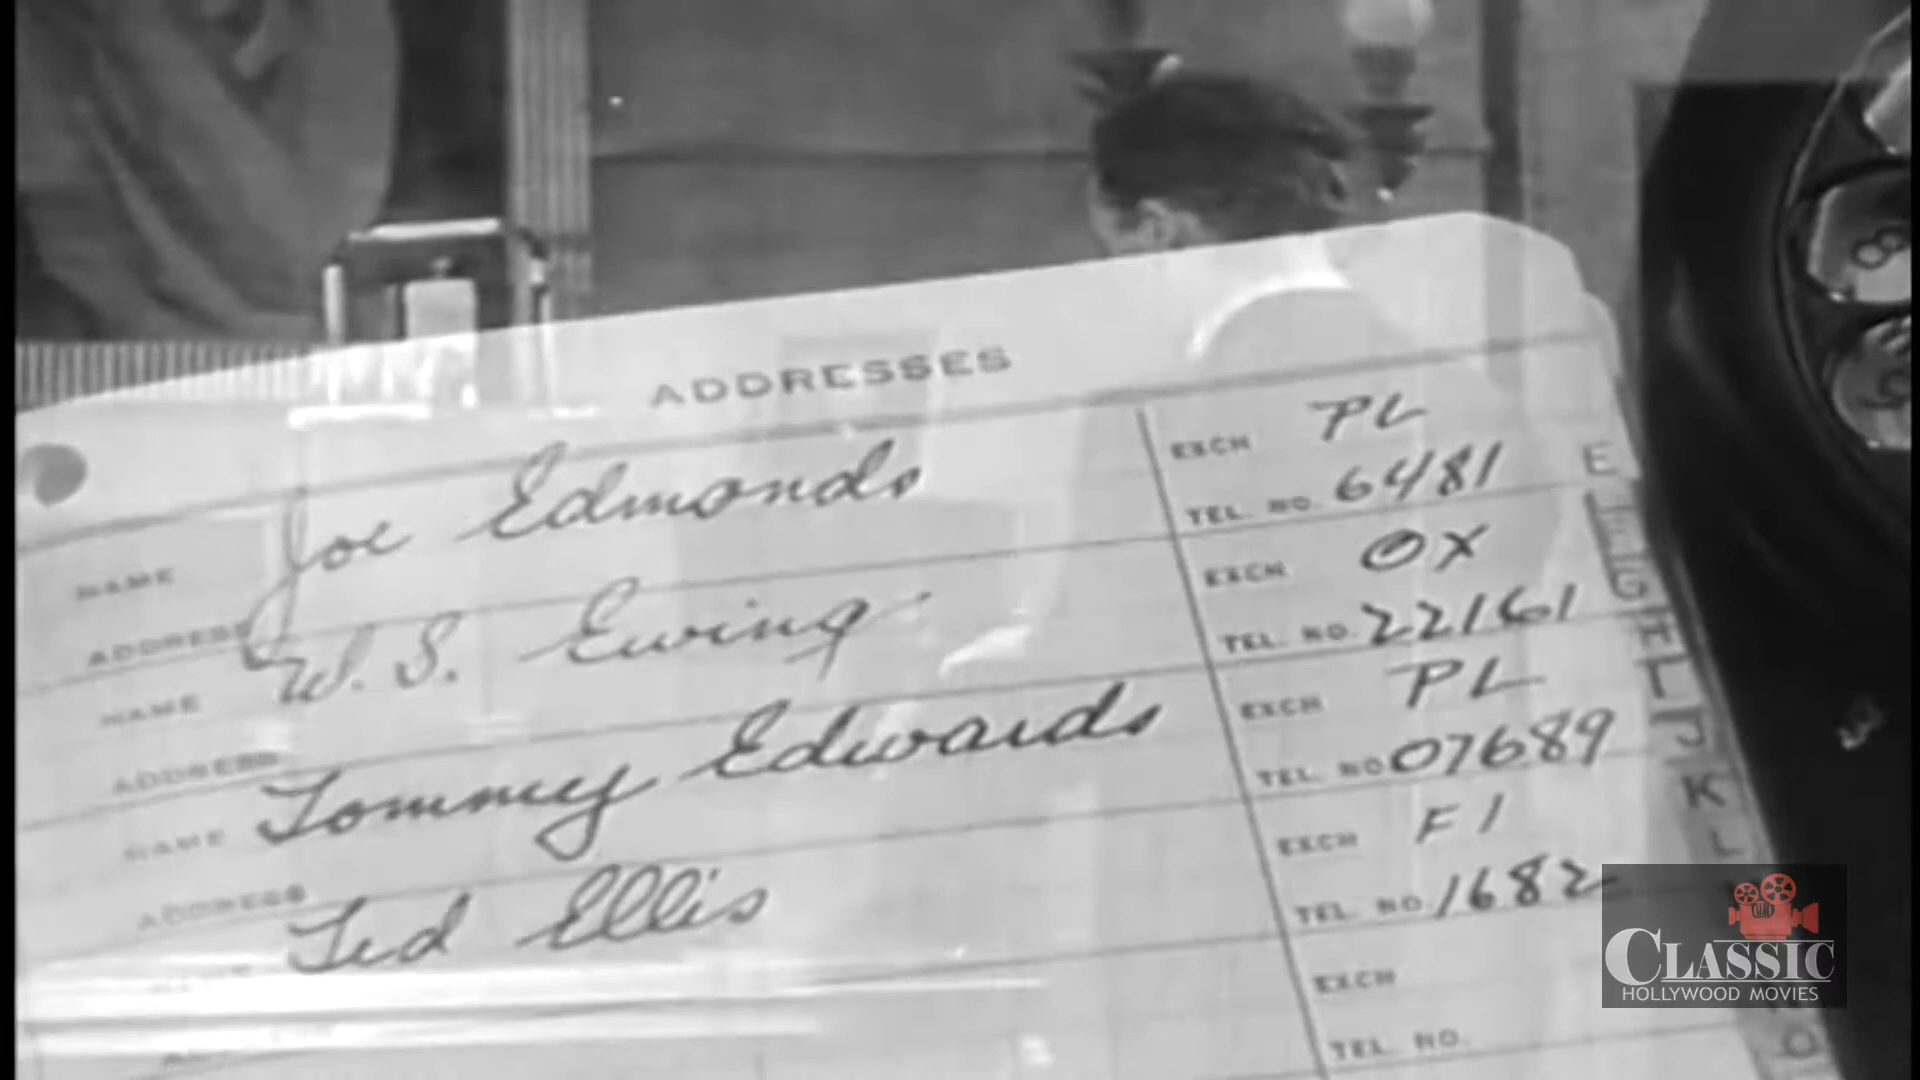 ADDRESSES
EXCH PL
NAME Joe Edmonds TEL. NO. 6481
ADDRESS EXCH OX
NAME W. S. Ewing TEL. NO. 22161
ADDRESS EXCH PL
NAME Tommy Edwards TEL. NO. 07689
ADDRESS EXCH FI
Ted Ellis TEL. NO. 1682
EXCH
TEL. NO.
E
F
G
H
I
J
K
L
O
8
CLASSIC
HOLLYWOOD MOVIES